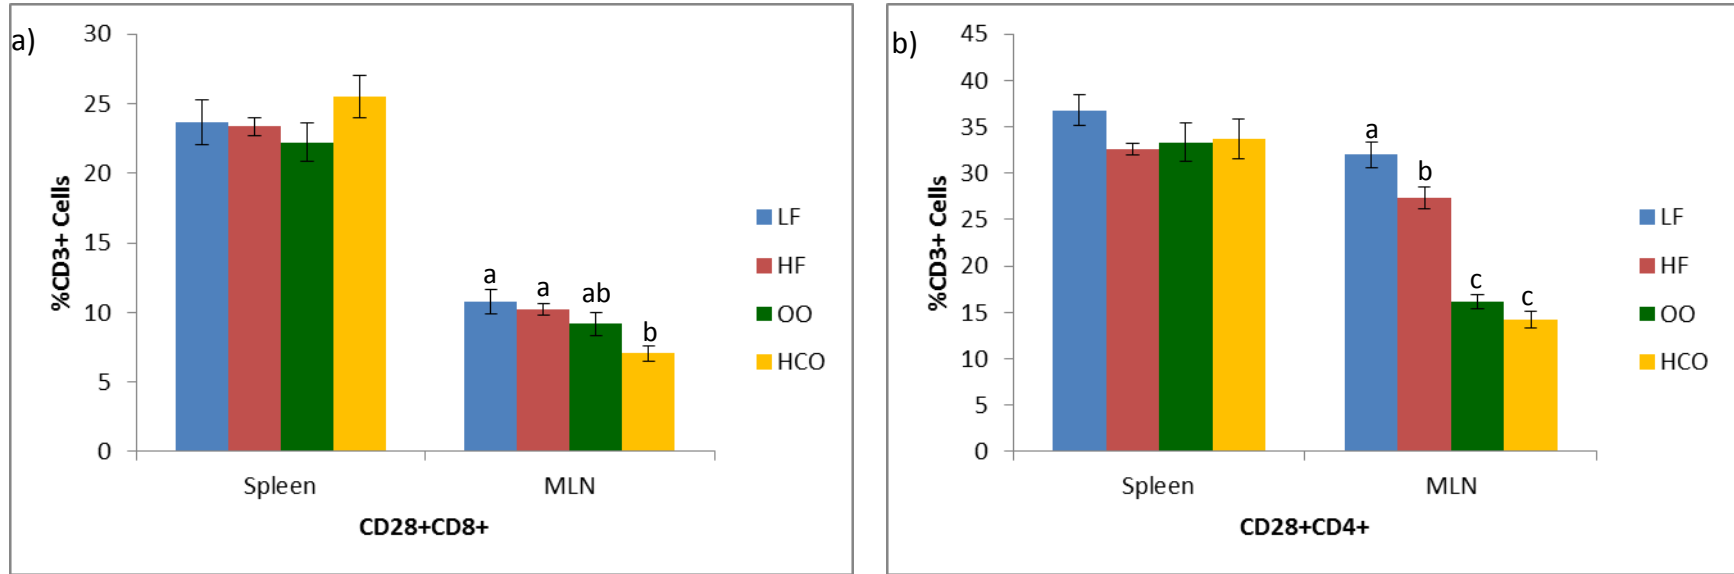 a)
30
25
20
15
10
5
0
%CD3+ Cells
a
a
ab
b
Spleen
MLN
CD28+CD8+
LF
HF
OO
HCO
b)
45
40
35
30
25
20
15
10
5
0
%CD3+ Cells
a
b
c
c
Spleen
MLN
CD28+CD4+
LF
HF
OO
HCO